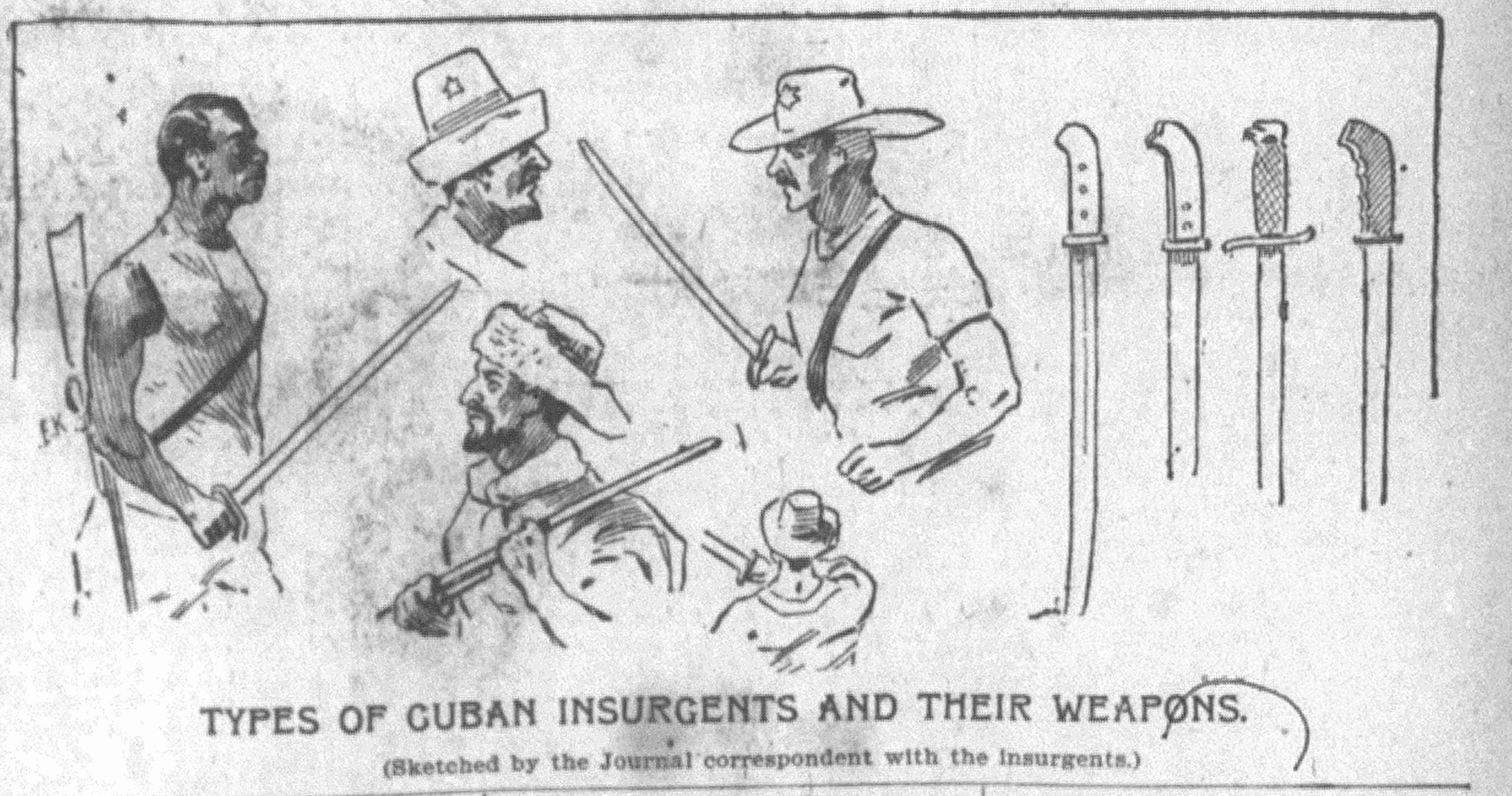 TYPES OF CUBAN INSURGENTS AND THEIR WEAPONS.
(Sketched by the Journal correspondent with the insurgents.)